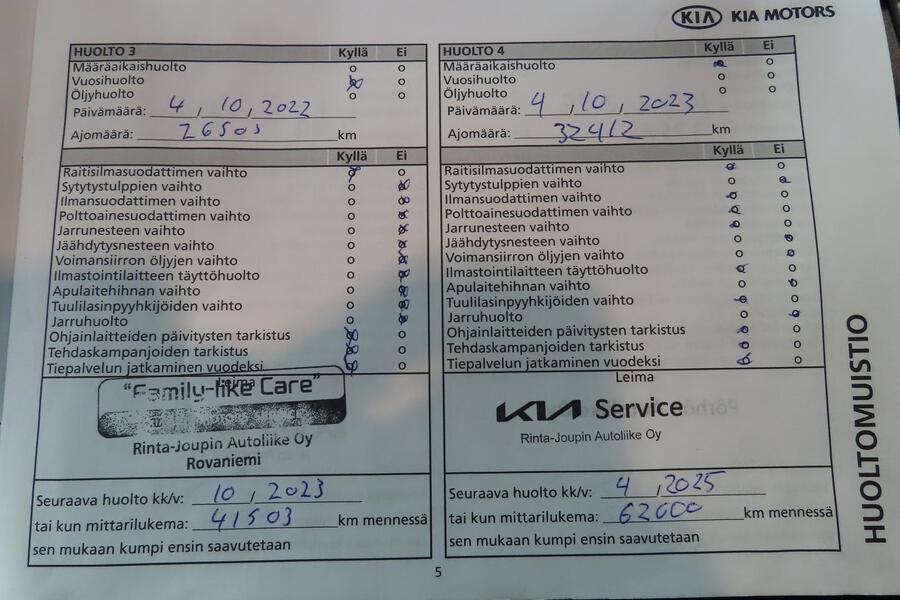 KIA KIA MOTORS
HUOLTO 3 Kyllä Ei
Määräaikaishuolto
Vuosihuolto
Öljyhuolto
Päivämäärä: 4, 10, 2022
Ajomäärä: 26503 km
Kyllä Ei
Raitisilmasuodattimen vaihto
Sytytystulppien vaihto
Ilmansuodattimen vaihto
Polttoainesuodattimen vaihto
Jarrunesteen vaihto
Jäähdytysnesteen vaihto
Voimansiirron öljyjen vaihto
Ilmastointilaitteen täyttöhuolto
Apulaitehihnan vaihto
Tuulilasinpyyhkijöiden vaihto
Jarruhuolto
Ohjainlaitteiden päivitysten tarkistus
Tehdaskampanjoiden tarkistus
Tiepalvelun jatkaminen vuodeksi
Leima
"Family-like Care"
Rinta-Joupin Autoliike Oy
Rovaniemi
Seuraava huolto kk/v: 10, 2023
tai kun mittarilukema: 41503 km mennessä
sen mukaan kumpi ensin saavutetaan
HUOLTO 4 Kyllä Ei
Määräaikaishuolto
Vuosihuolto
Öljyhuolto
Päivämäärä: 4, 10, 2023
Ajomäärä: 32412 km
Kyllä Ei
Raitisilmasuodattimen vaihto
Sytytystulppien vaihto
Ilmansuodattimen vaihto
Polttoainesuodattimen vaihto
Jarrunesteen vaihto
Jäähdytysnesteen vaihto
Voimansiirron öljyjen vaihto
Ilmastointilaitteen täyttöhuolto
Apulaitehihnan vaihto
Tuulilasinpyyhkijöiden vaihto
Jarruhuolto
Ohjainlaitteiden päivitysten tarkistus
Tehdaskampanjoiden tarkistus
Tiepalvelun jatkaminen vuodeksi
Leima
KIA Service
Rinta-Joupin Autoliike Oy
Seuraava huolto kk/v: 4, 2025
tai kun mittarilukema: 62000 km mennessä
sen mukaan kumpi ensin saavutetaan
HUOLTOMUISTIO
5